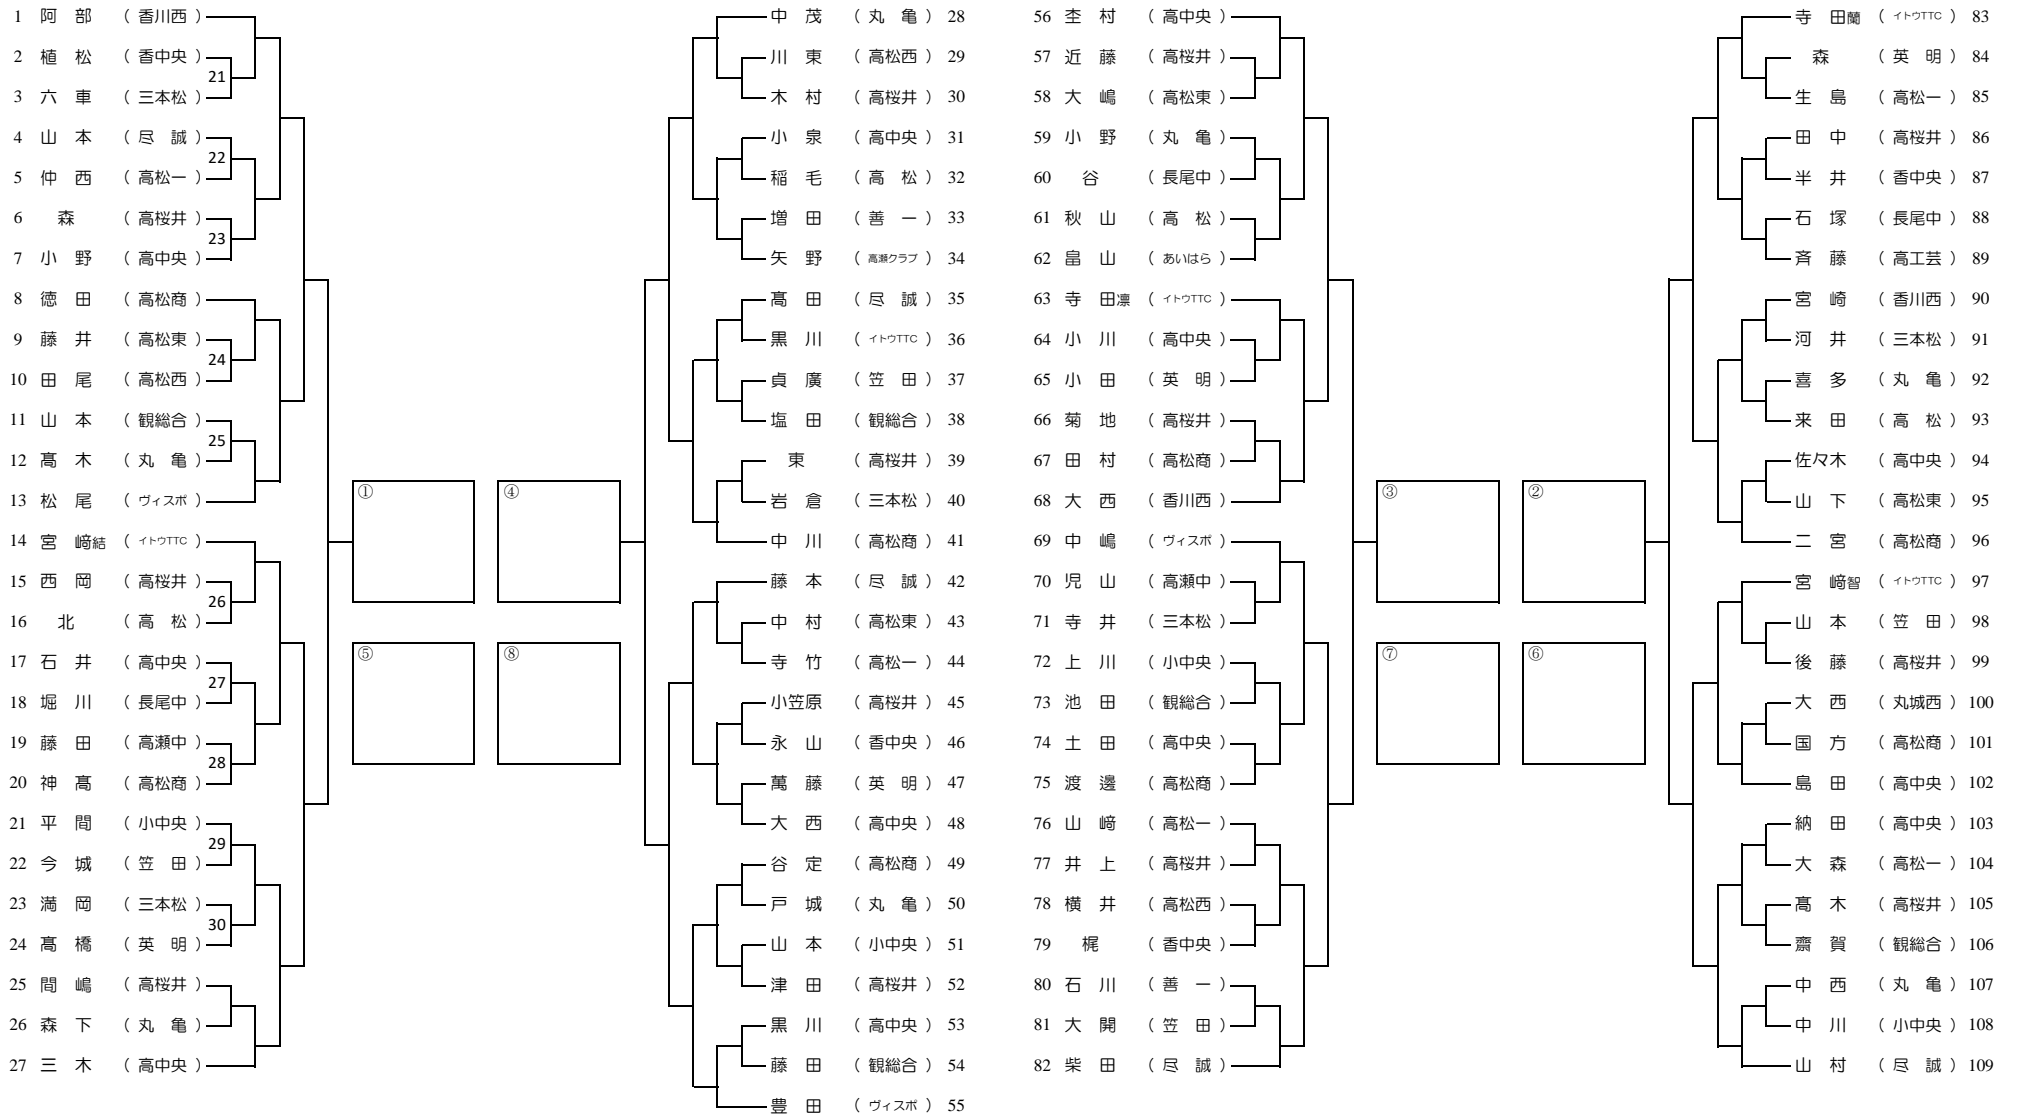 1 阿部 (香川西)
2 植松 (香中央)
21
3 六車 (三本松)
4 山本 (尽誠)
22
5 仲西 (高松一)
6 森 (高桜井)
23
7 小野 (高中央)
8 徳田 (高松商)
9 藤井 (高松東)
24
10 田尾 (高松西)
11 山本 (観総合)
25
12 髙木 (丸亀)
13 松尾 (ヴィスポ)
14 宮﨑結 (イトウTTC)
15 西岡 (高桜井)
26
16 北 (高松)
17 石井 (高中央)
27
18 堀川 (長尾中)
19 藤田 (高瀬中)
28
20 神髙 (高松商)
21 平間 (小中央)
29
22 今城 (笠田)
23 満岡 (三本松)
30
24 髙橋 (英明)
25 間嶋 (高桜井)
26 森下 (丸亀)
27 三木 (高中央)
① ④
⑤ ⑧
中茂 (丸亀) 28
川東 (高松西) 29
木村 (高桜井) 30
小泉 (高中央) 31
稲毛 (高松) 32
増田 (善一) 33
矢野 (高瀬クラブ) 34
髙田 (尽誠) 35
黒川 (イトウTTC) 36
貞廣 (笠田) 37
塩田 (観総合) 38
東 (高桜井) 39
岩倉 (三本松) 40
中川 (高松商) 41
藤本 (尽誠) 42
中村 (高松東) 43
寺竹 (高松一) 44
小笠原 (高桜井) 45
永山 (香中央) 46
萬藤 (英明) 47
大西 (高中央) 48
谷定 (高松商) 49
戸城 (丸亀) 50
山本 (小中央) 51
津田 (高桜井) 52
黒川 (高中央) 53
藤田 (観総合) 54
豊田 (ヴィスポ) 55
56 杢村 (高中央)
57 近藤 (高桜井)
58 大嶋 (高松東)
59 小野 (丸亀)
60 谷 (長尾中)
61 秋山 (高松)
62 畠山 (あいはら)
63 寺田凛 (イトウTTC)
64 小川 (高中央)
65 小田 (英明)
66 菊地 (高桜井)
67 田村 (高松商)
68 大西 (香川西)
69 中嶋 (ヴィスポ)
70 児山 (高瀬中)
71 寺井 (三本松)
72 上川 (小中央)
73 池田 (観総合)
74 土田 (高中央)
75 渡邊 (高松商)
76 山﨑 (高松一)
77 井上 (高桜井)
78 横井 (高松西)
79 梶 (香中央)
80 石川 (善一)
81 大開 (笠田)
82 柴田 (尽誠)
③ ②
⑦ ⑥
寺田蘭 (イトウTTC) 83
森 (英明) 84
生島 (高松一) 85
田中 (高桜井) 86
半井 (香中央) 87
石塚 (長尾中) 88
斉藤 (高工芸) 89
宮崎 (香川西) 90
河井 (三本松) 91
喜多 (丸亀) 92
来田 (高松) 93
佐々木 (高中央) 94
山下 (高松東) 95
二宮 (高松商) 96
宮﨑智 (イトウTTC) 97
山本 (笠田) 98
後藤 (高桜井) 99
大西 (丸城西) 100
国方 (高松商) 101
島田 (高中央) 102
納田 (高中央) 103
大森 (高松一) 104
髙木 (高桜井) 105
齋賀 (観総合) 106
中西 (丸亀) 107
中川 (小中央) 108
山村 (尽誠) 109